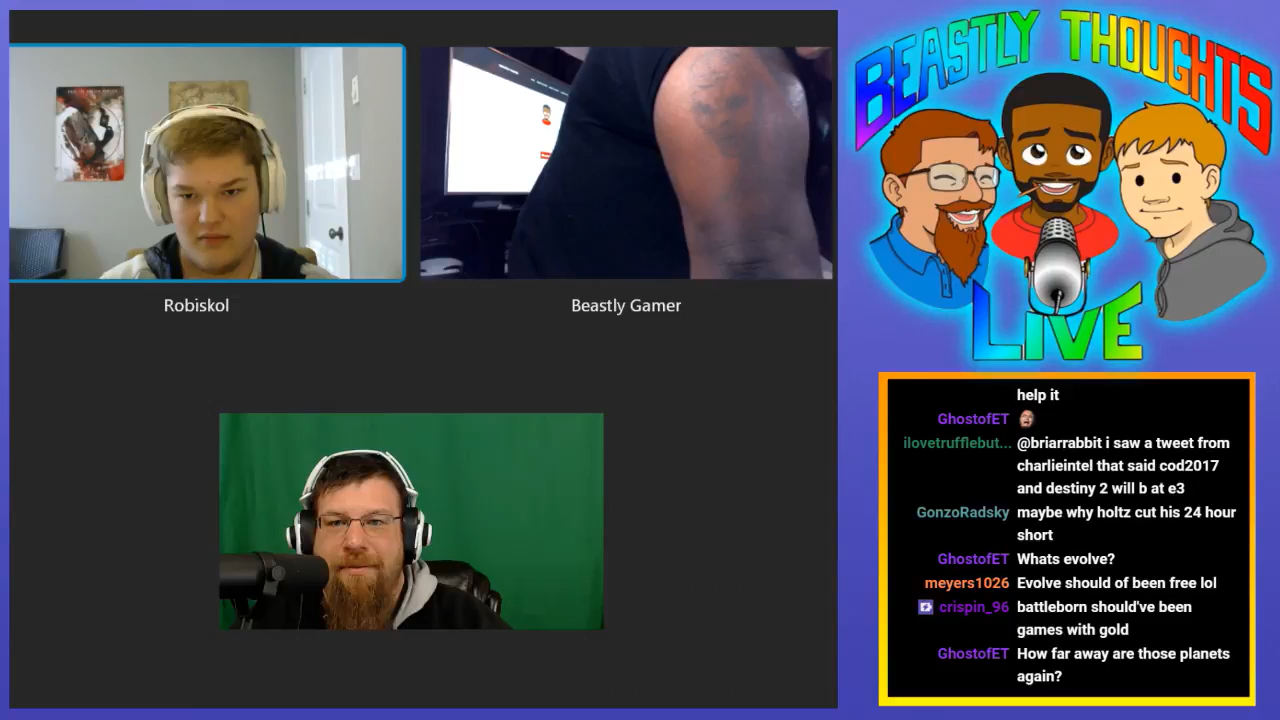 BEASTLY THOUGHTS
LIVE
Robiskol
Beastly Gamer
help it
GhostofET
ilovetrufflebut... @briarrabbit i saw a tweet from
charlieintel that said cod2017
and destiny 2 will b at e3
GonzoRadsky maybe why holtz cut his 24 hour
short
GhostofET Whats evolve?
meyers1026 Evolve should of been free lol
crispin_96 battleborn should've been
games with gold
GhostofET How far away are those planets
again?